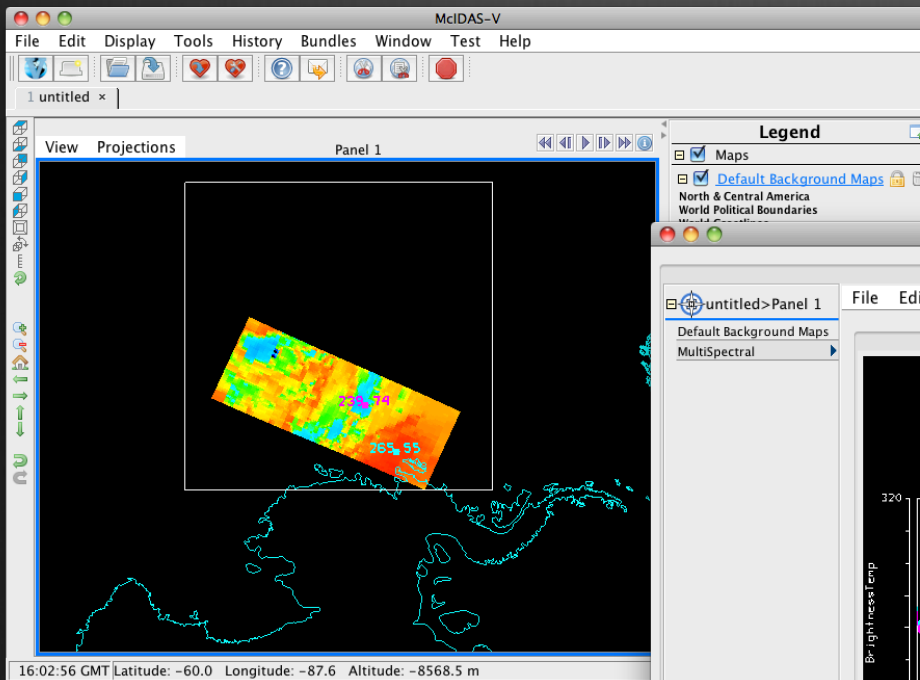 McIDAS-V
File Edit Display Tools History Bundles Window Test Help
1 untitled ×
View Projections
Panel 1
239.74
265.55
16:02:56 GMT Latitude: -60.0 Longitude: -87.6 Altitude: -8568.5 m
Legend
Maps
Default Background Maps
North & Central America
World Political Boundaries
untitled>Panel 1
Default Background Maps
MultiSpectral
File Edi
320
BrightnessTemp